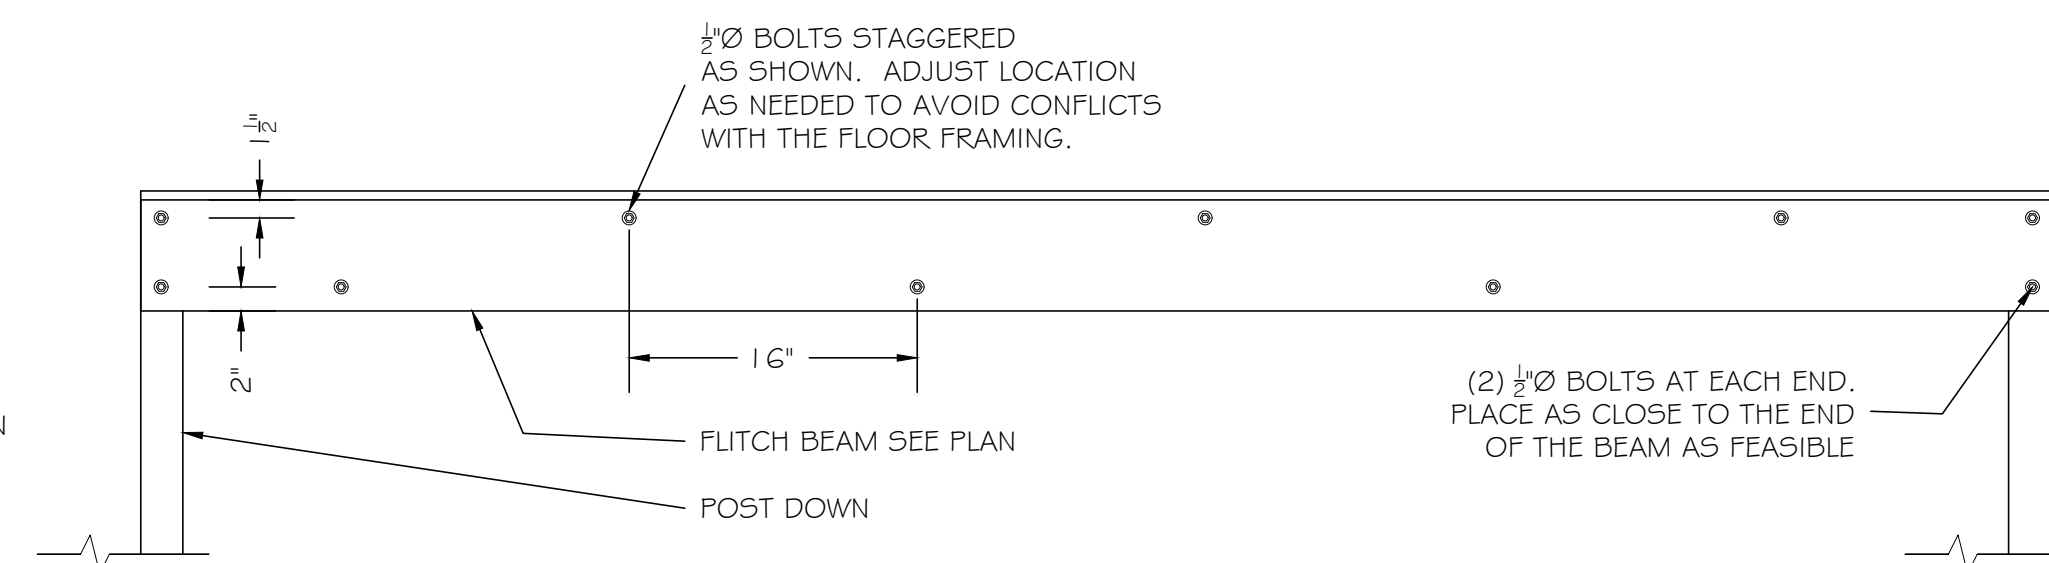 ½"Ø BOLTS STAGGERED
AS SHOWN. ADJUST LOCATION
AS NEEDED TO AVOID CONFLICTS
WITH THE FLOOR FRAMING.
1½"
2"
16"
(2) ½"Ø BOLTS AT EACH END.
PLACE AS CLOSE TO THE END
OF THE BEAM AS FEASIBLE
FLITCH BEAM SEE PLAN
POST DOWN